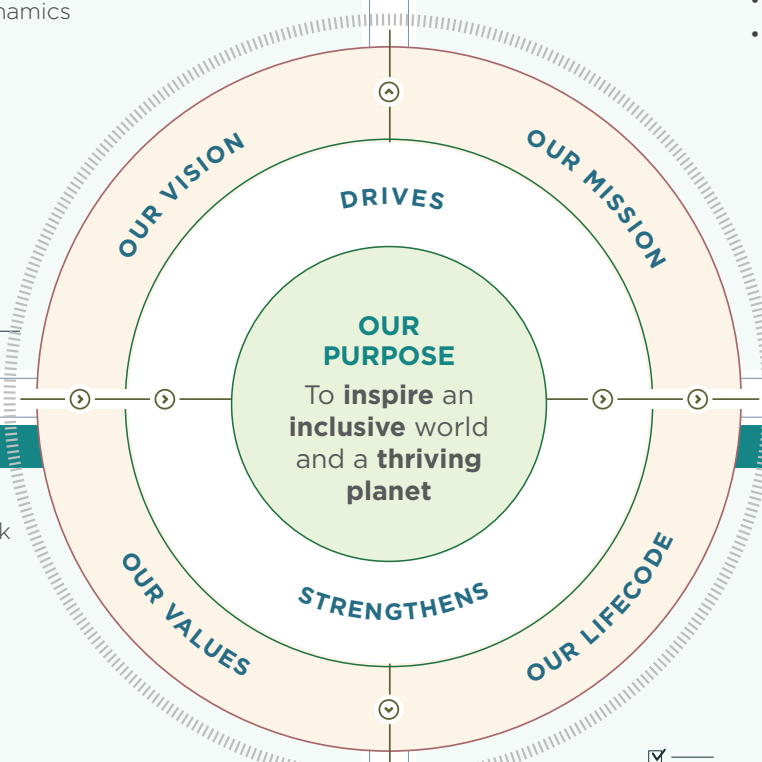 OUR VISION
OUR MISSION
DRIVES
OUR
PURPOSE
To inspire an
inclusive world
and a thriving
planet
STRENGTHENS
OUR VALUES
OUR LIFECODE